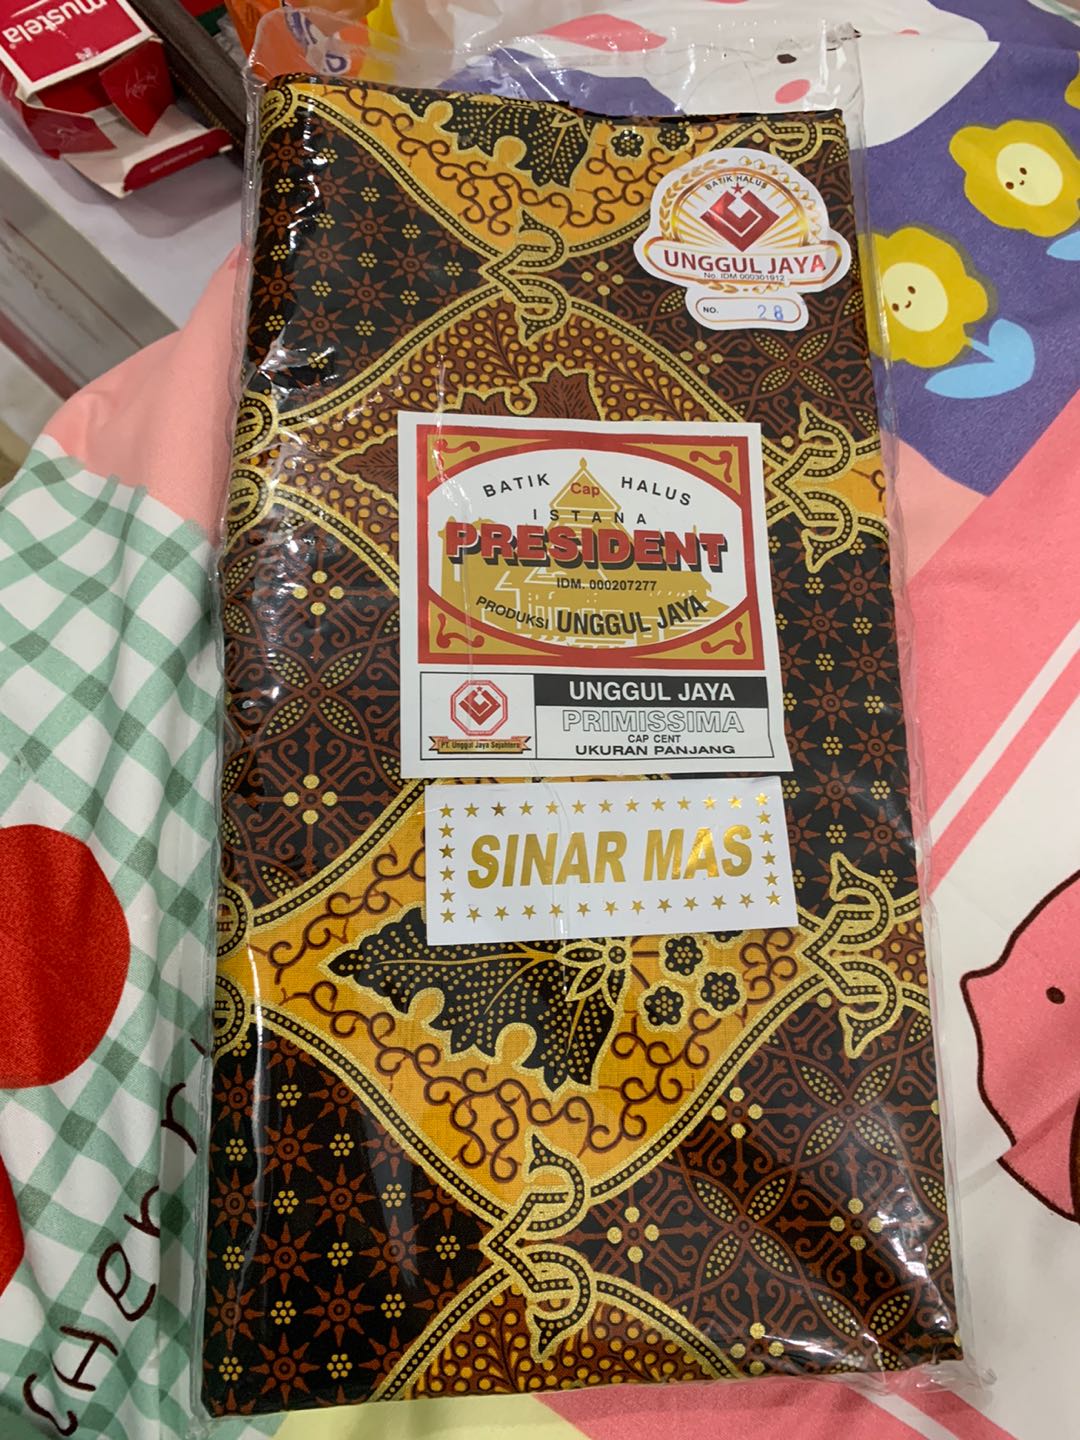 mustela
BATIK HALUS
UNGGUL JAYA
No. IDM 000301912
NO. 28
BATIK Cap HALUS
ISTANA
PRESIDENT
IDM. 000207277
PRODUKSI UNGGUL JAYA
UNGGUL JAYA
PRIMISSIMA
CAP CENT
UKURAN PANJANG
PT. Unggul Jaya Sejahtera
SINAR MAS